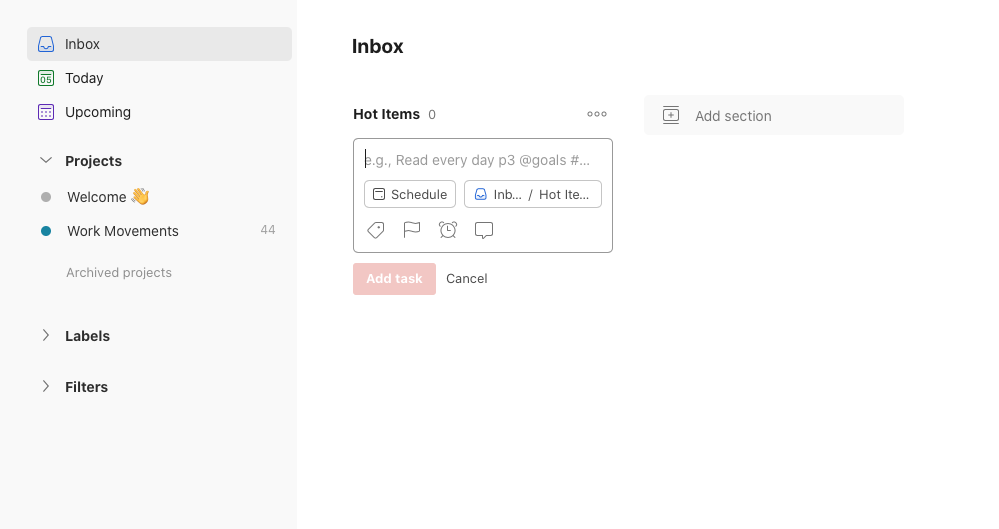 Inbox
05 Today
Upcoming
Projects
Welcome 👋
Work Movements 44
Archived projects
Labels
Filters
Inbox
Hot Items 0
e.g., Read every day p3 @goals #...
Schedule
Inb... / Hot Ite...
Add task
Cancel
Add section